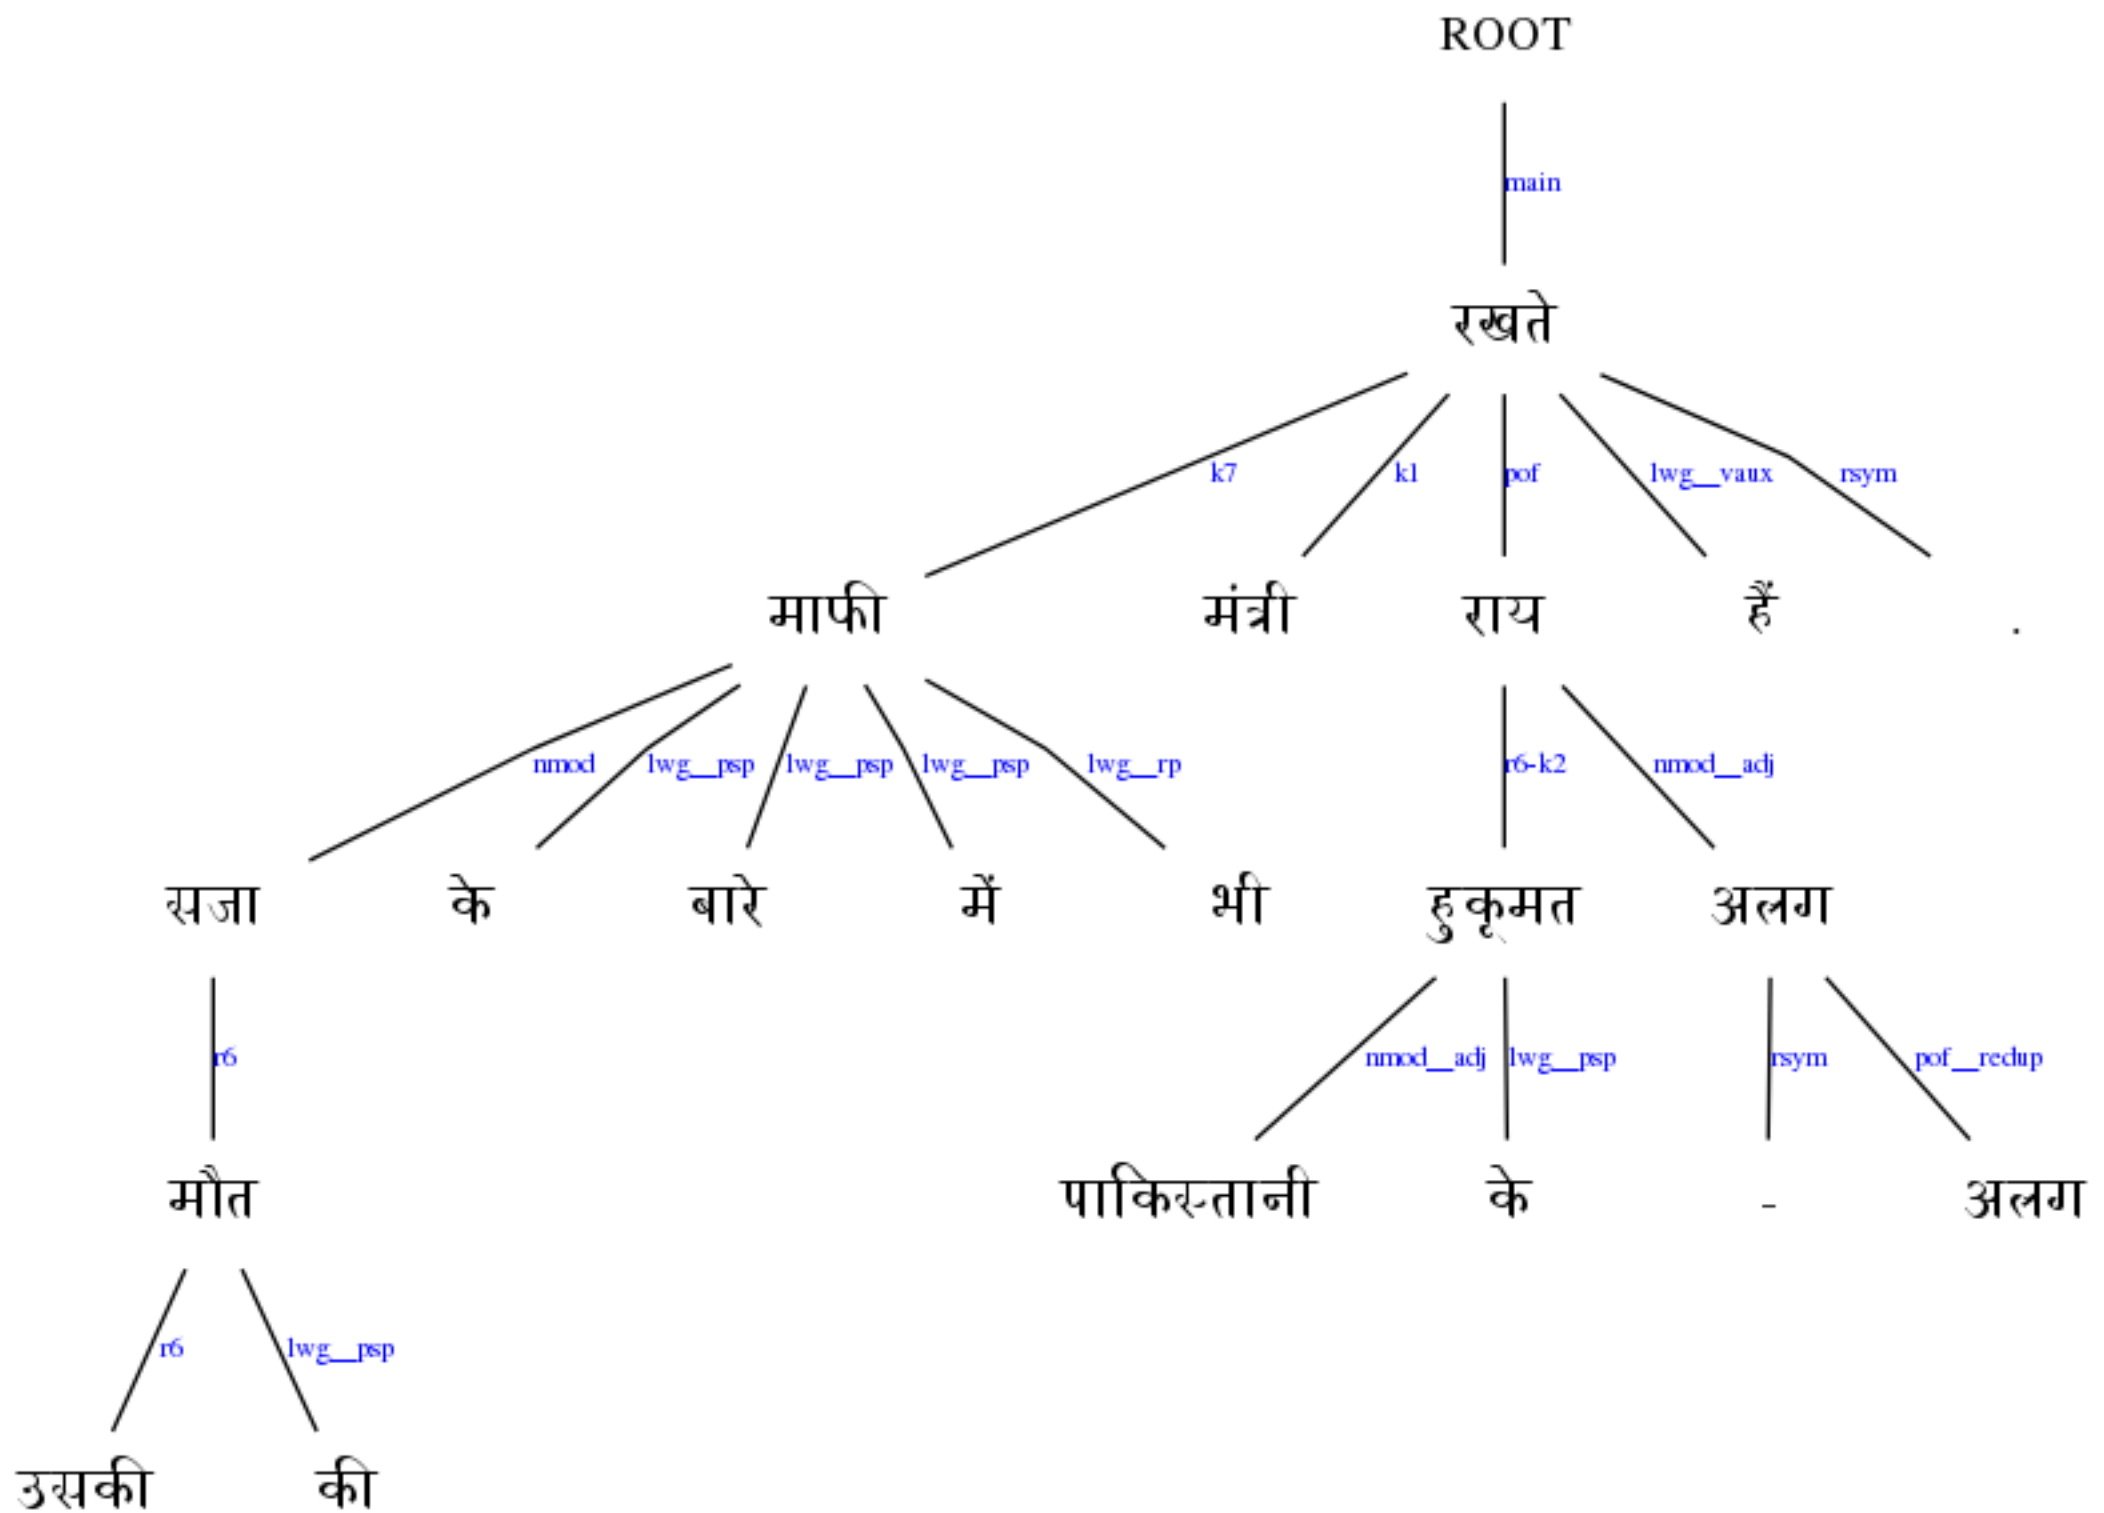 ROOT
main
रखते
k7 k1 pof lwg__vaux rsym
माफी मंत्री राय हैं .
nmod lwg__psp lwg__psp lwg__psp lwg__rp r6-k2 nmod__adj
सजा के बारे में भी हुकूमत अलग
r6 nmod__adj lwg__psp rsym pof__redup
मौत पाकिस्तानी के - अलग
r6 lwg__psp
उसकी की